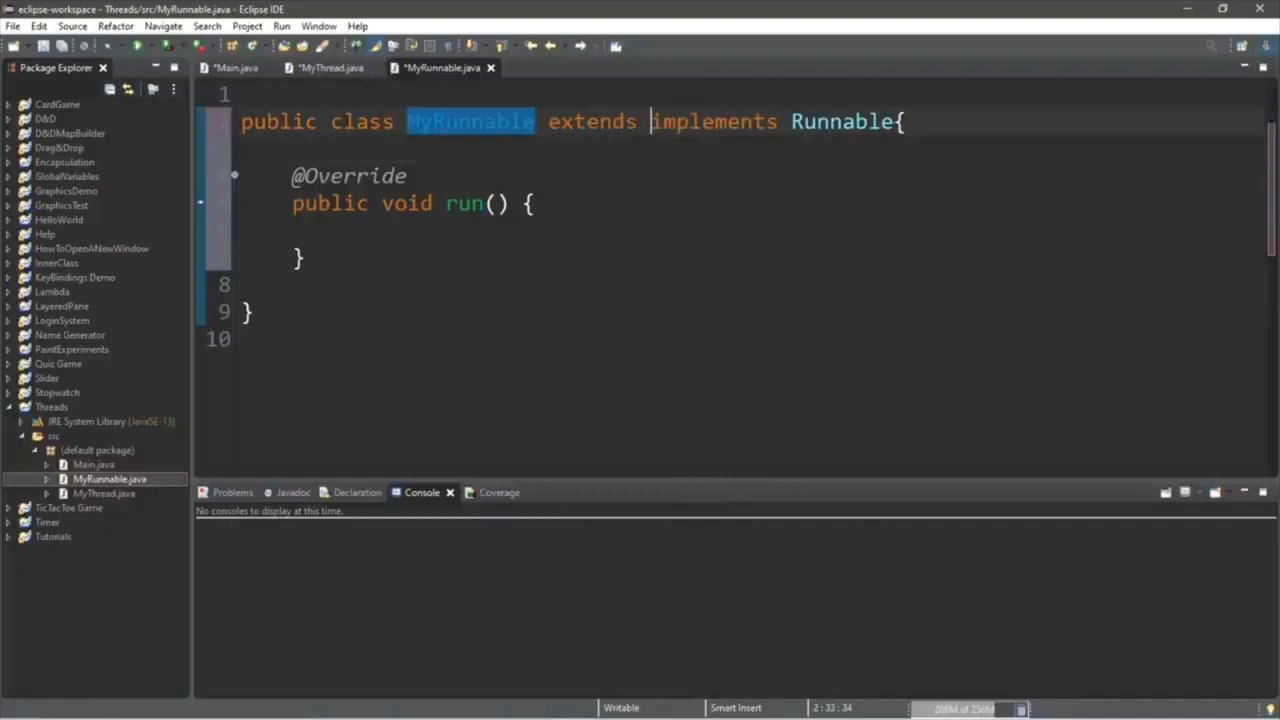 eclipse-workspace - Threads/src/MyRunnable.java - Eclipse IDE
File Edit Source Refactor Navigate Search Project Run Window Help
Package Explorer
*Main.java *MyThread.java *MyRunnable.java
CardGame
D&D
D&DMapBuilder
Drag&Drop
Encapsulation
GlobalVariables
GraphicsDemo
GraphicsTest
HelloWorld
Help
HowToOpenANewWindow
InnerClass
KeyBindings Demo
Lambda
LayeredPane
LoginSystem
Name Generator
PaintExperiments
Quiz Game
Slider
Stopwatch
Threads
JRE System Library [JavaSE-13]
src
(default package)
Main.java
MyRunnable.java
MyThread.java
TicTacToe Game
Timer
Tutorials
1
public class MyRunnable extends implements Runnable{
@Override
public void run() {
}
8
9 }
10
Problems Javadoc Declaration Console Coverage
No consoles to display at this time.
Writable Smart Insert 2:33:34 206M of 256M